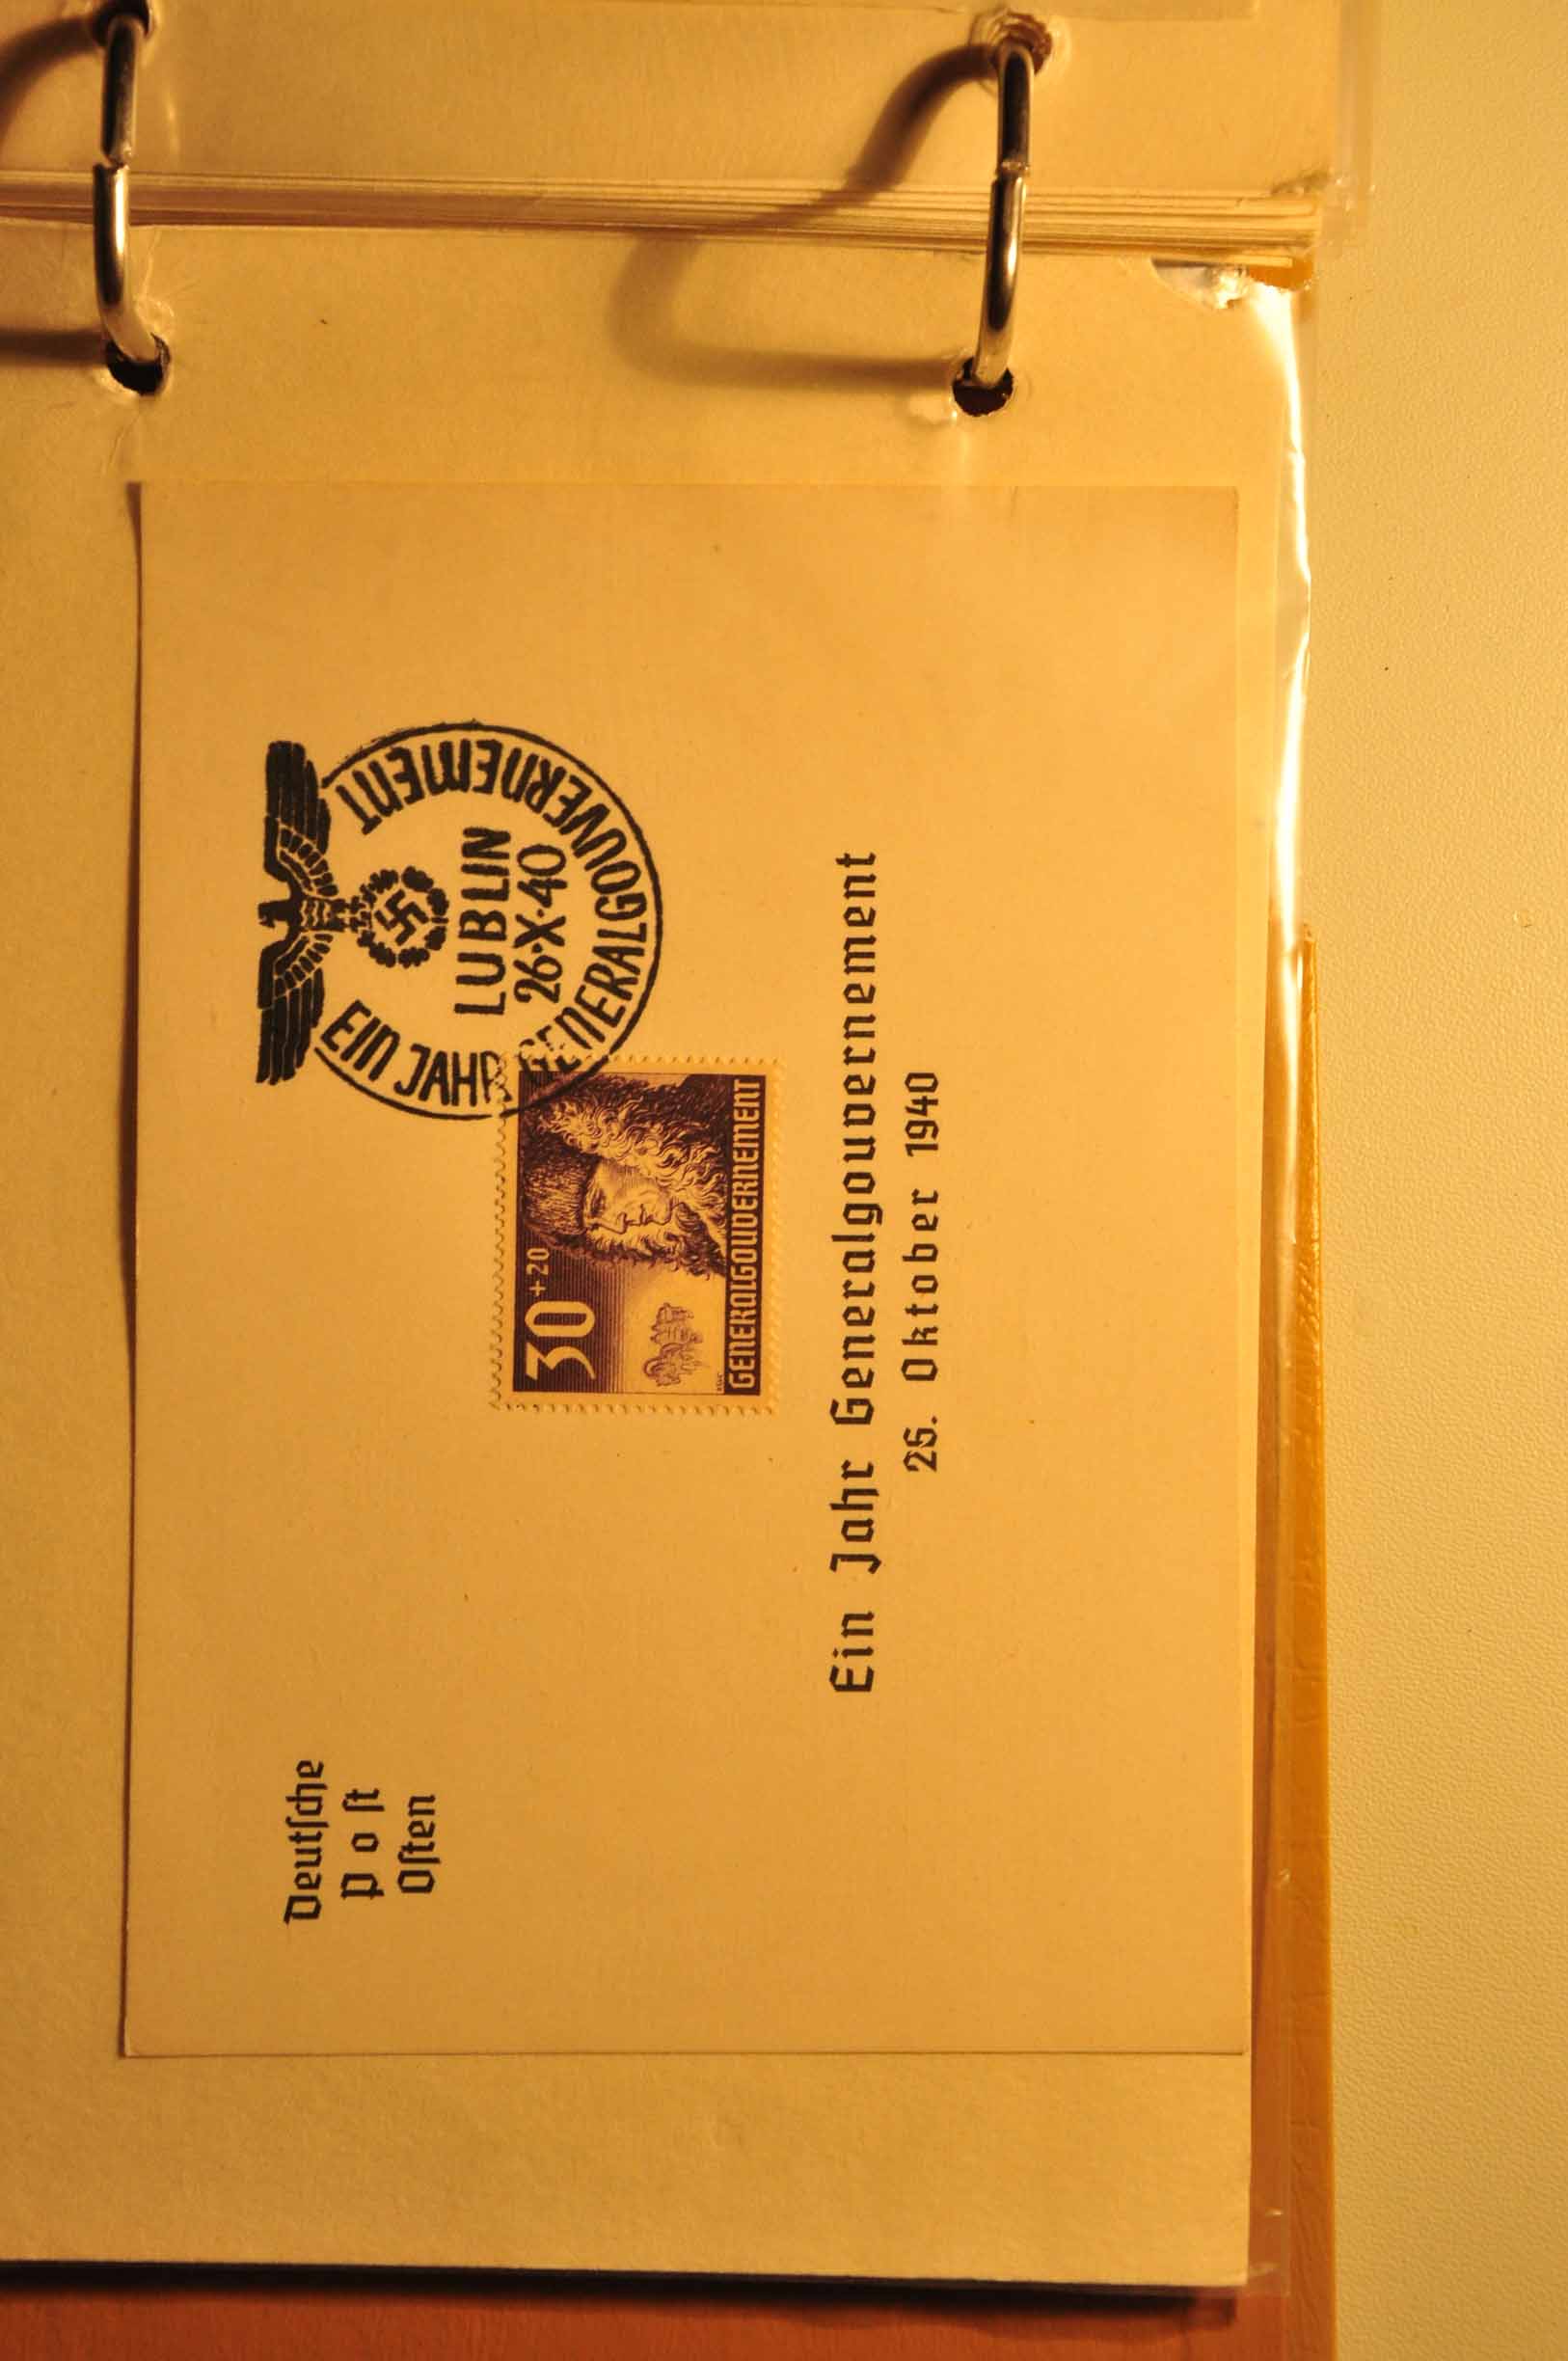 Deutſche
Poſt
Oſten
EIN JAHR GENERALGOUVERNEMENT
LUBLIN
26·X·40
30+20
GENERALGOUVERNEMENT
Ein Jahr Generalgouvernement
26. Oktober 1940